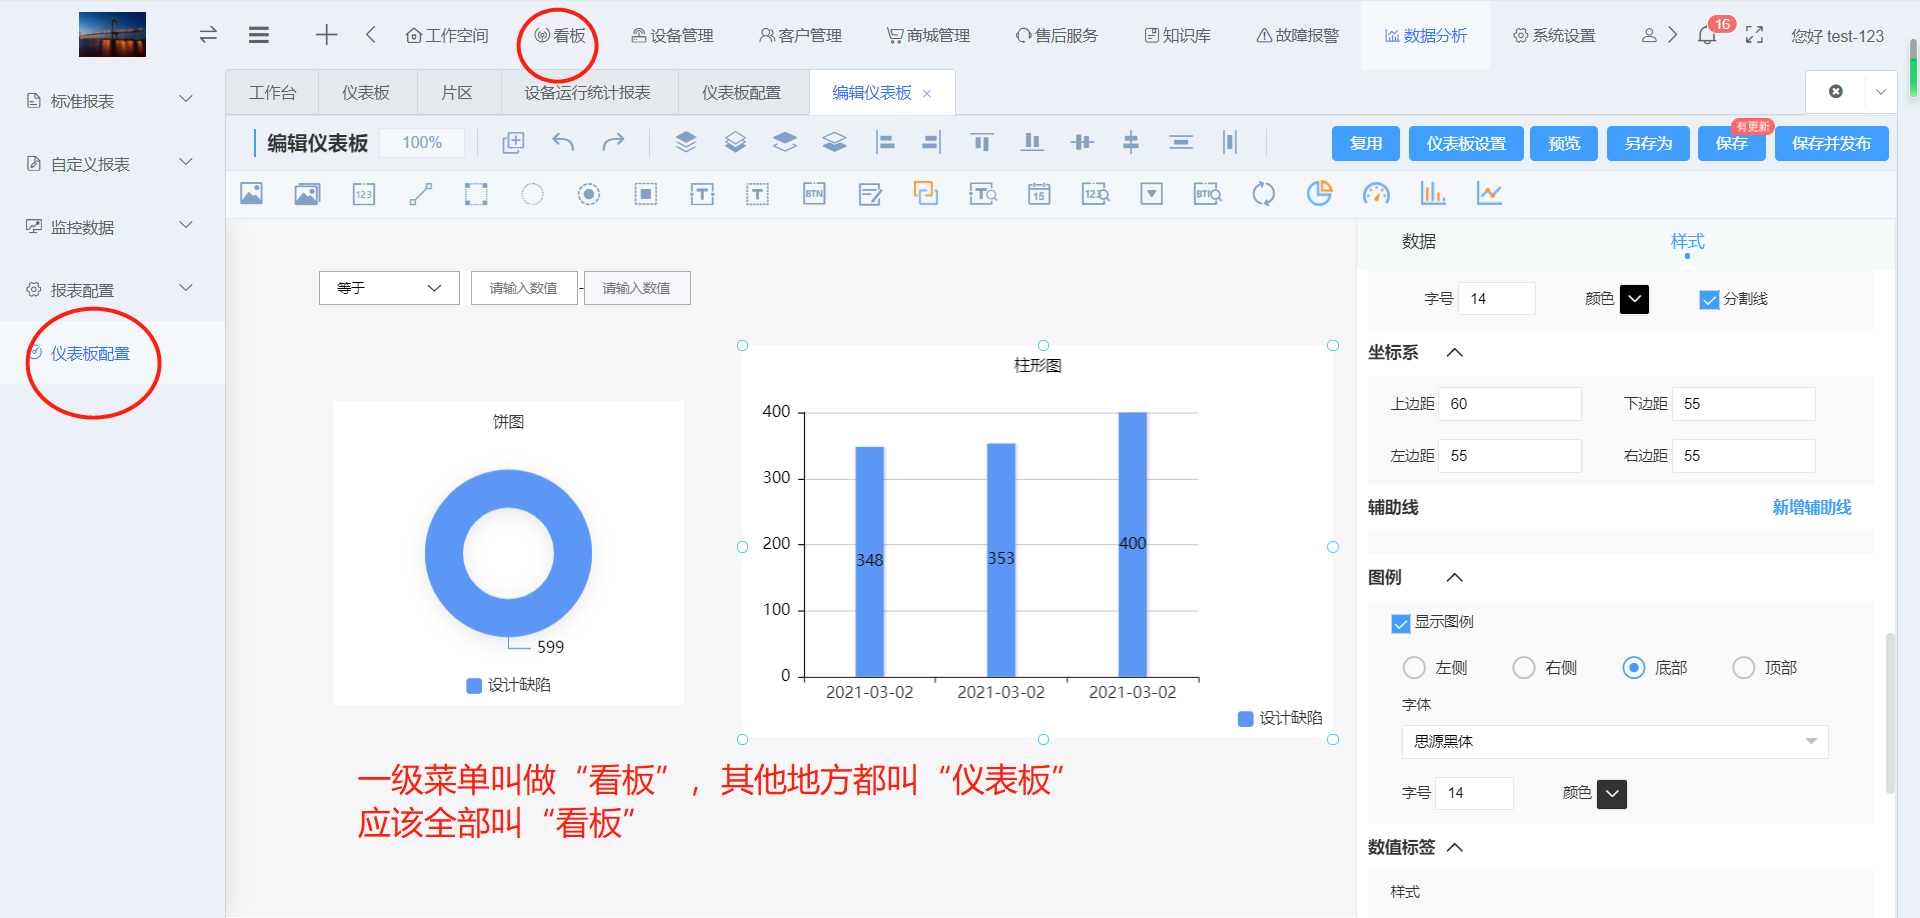 工作空间
看板
设备管理
客户管理
商城管理
售后服务
知识库
故障报警
数据分析
系统设置
16
您好 test-123
标准报表
自定义报表
监控数据
报表配置
仪表板配置
工作台
仪表板
片区
设备运行统计报表
仪表板配置
编辑仪表板 ×
编辑仪表板
100%
复用
仪表板设置
预览
另存为
保存
有更新
保存并发布
123
T
T
BTN
T
15
123
BTN
等于
请输入数值
-
请输入数值
饼图
599
设计缺陷
柱形图
400
300
200
100
0
348
353
400
2021-03-02
2021-03-02
2021-03-02
设计缺陷
一级菜单叫做“看板”，其他地方都叫“仪表板”
应该全部叫“看板”
数据
样式
字号 14
颜色
分割线
坐标系
上边距 60
下边距 55
左边距 55
右边距 55
辅助线
新增辅助线
图例
显示图例
左侧
右侧
底部
顶部
字体
思源黑体
字号 14
颜色
数值标签
样式